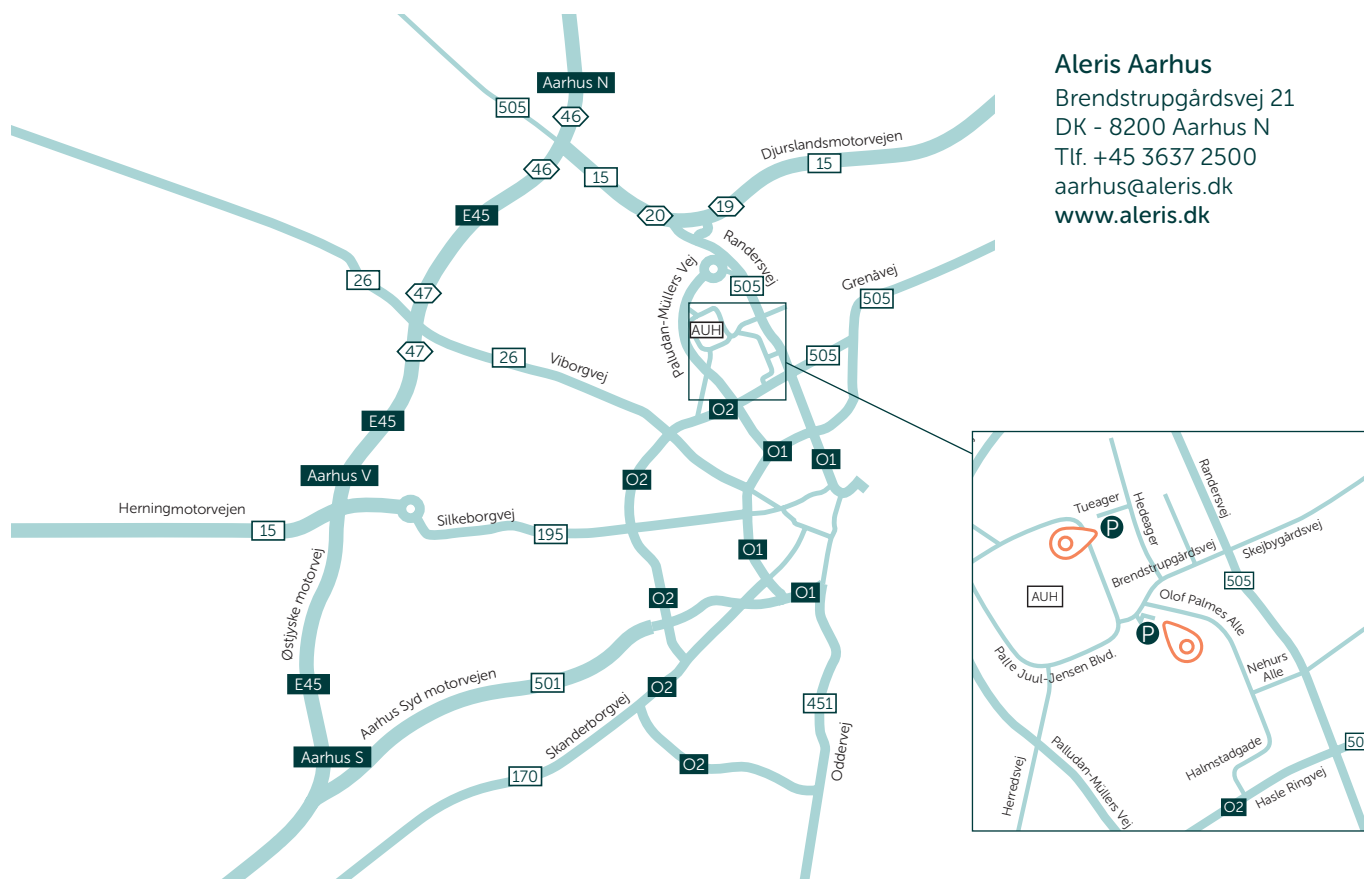 Aleris Aarhus
Brendstrupgårdsvej 21
DK - 8200 Aarhus N
Tlf. +45 3637 2500
aarhus@aleris.dk
www.aleris.dk
Aarhus N
505
46
Djurslandsmotorvejen
15
46
15
19
20
E45
Randersvej
Paludan-Müllers Vej
Grenåvej
26
47
505
505
AUH
47
26
Viborgvej
505
O2
E45
O1
O1
Aarhus V
O2
Herningmotorvejen
15
Silkeborgvej
195
O1
O2
O1
Østjyske motorvej
E45
Aarhus Syd motorvejen
501
O2
451
Aarhus S
Skanderborgvej
O2
170
Oddervej
Randersvej
Tueager
P
Hedeager
Brendstrupgårdsvej
Skejbygårdsvej
505
AUH
Olof Palmes Alle
P
Palle Juul-Jensen Blvd.
Nehurs
Alle
Herredsvej
Palludan-Müllers Vej
Halmstadgade
50
Hasle Ringvej
O2